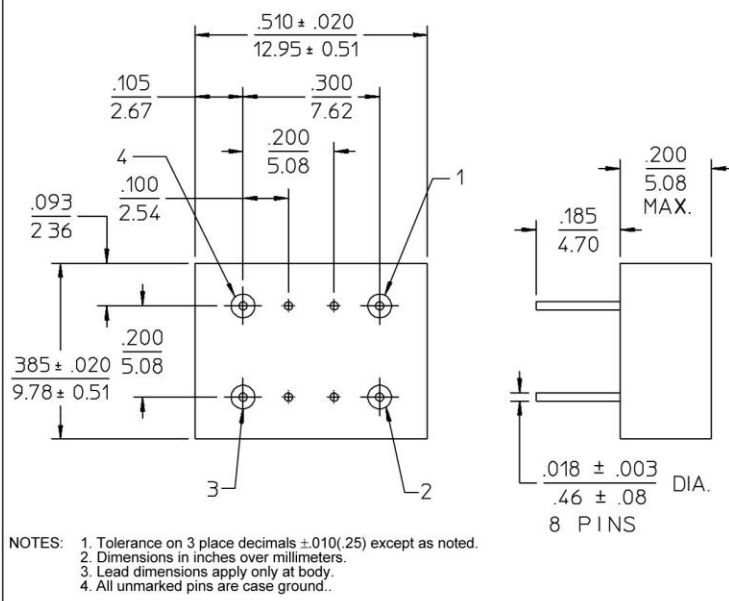 .510 ± .020
12.95 ± 0.51
.105
2.67
.300
7.62
.200
5.08
4
1
.100
2.54
.093
2 36
.200
5.08
MAX.
.185
4.70
.200
5.08
385 ± .020
9.78 ± 0.51
3
2
.018 ± .003
.46 ± .08
DIA.
8 PINS
NOTES: 1. Tolerance on 3 place decimals ±.010(.25) except as noted.
2. Dimensions in inches over millimeters.
3. Lead dimensions apply only at body.
4. All unmarked pins are case ground..